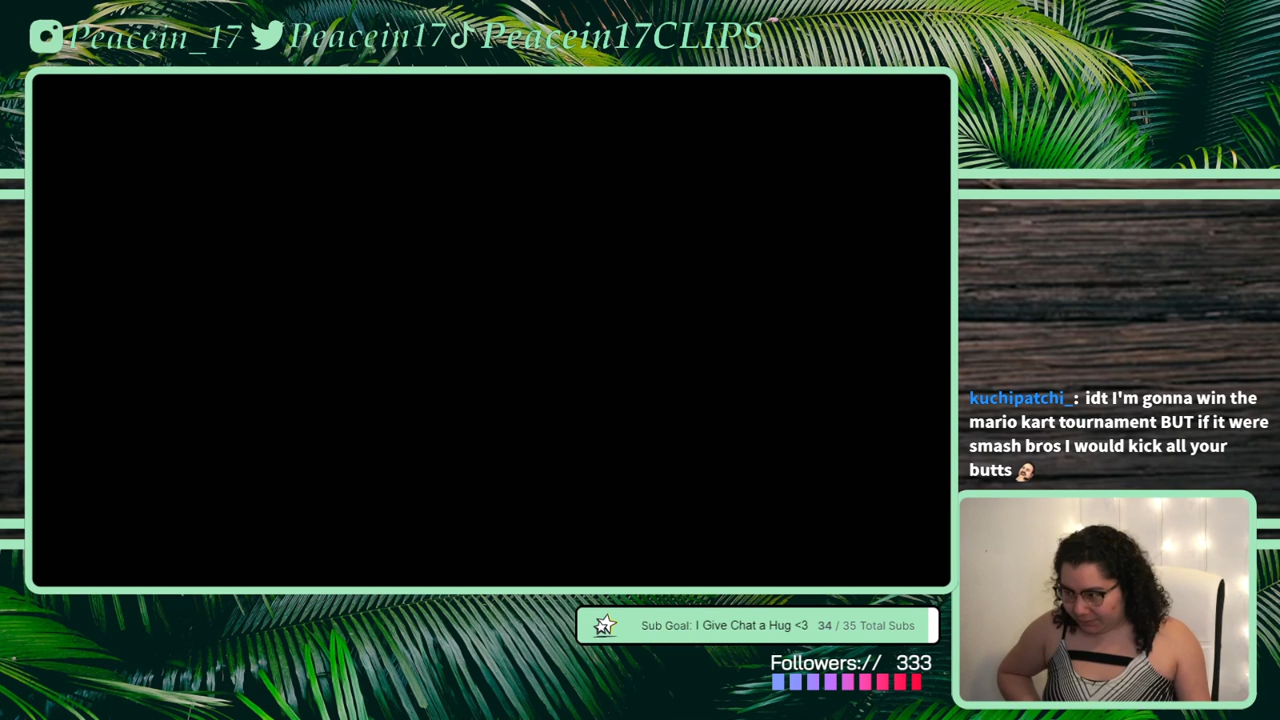 Peacein_17 Peacein17 Peacein17CLIPS
kuchipatchi_: idt I'm gonna win the
mario kart tournament BUT if it were
smash bros I would kick all your
butts
Sub Goal: I Give Chat a Hug <3 34 / 35 Total Subs
Followers:// 333